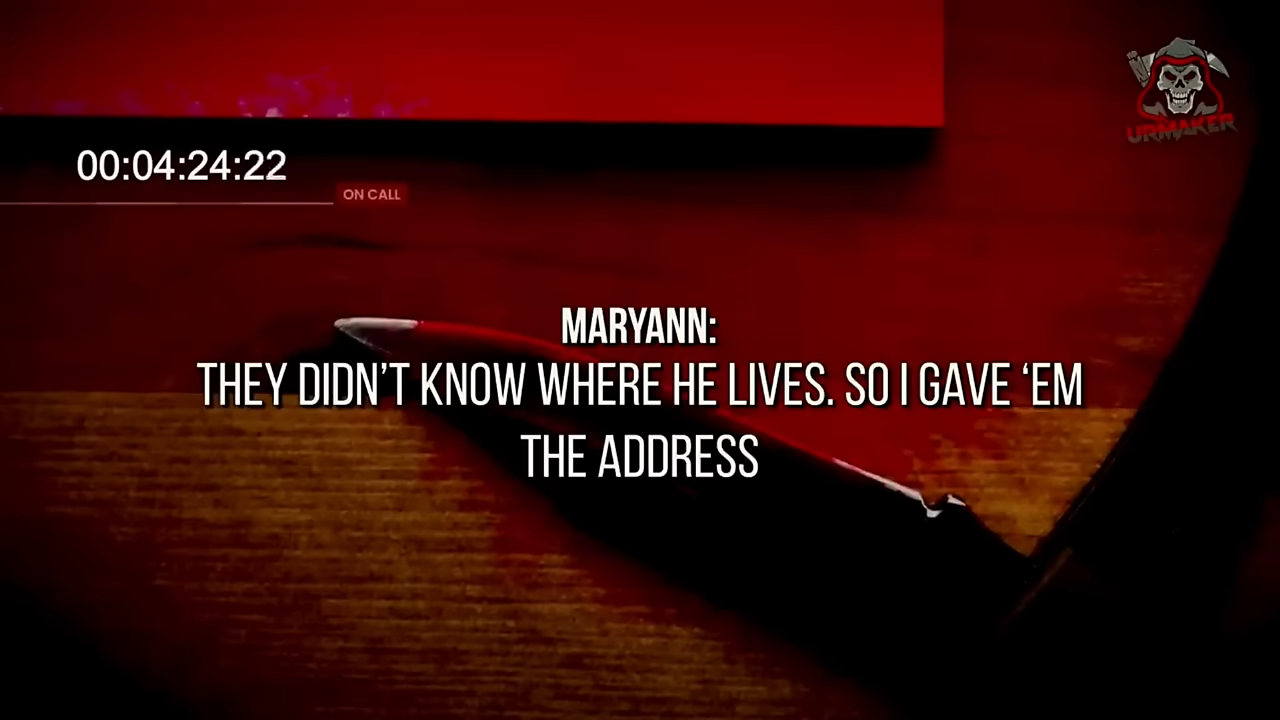 URMAKER
00:04:24:22
ON CALL
MARYANN:
THEY DIDN’T KNOW WHERE HE LIVES. SO I GAVE ‘EM
THE ADDRESS